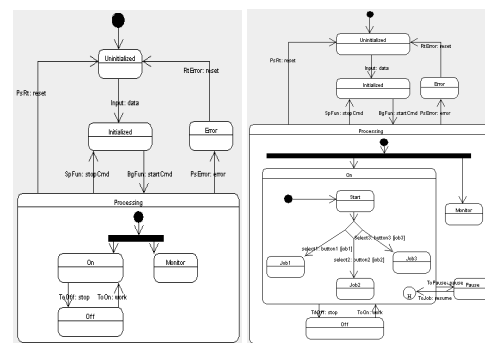 Uninitialized
RtError: reset
PsRt: reset
Input: data
Initialized
Error
SpFun: stopCmd
BgFun: startCmd
PsError: error
Processing
On
Monitor
ToOff: stop
ToOn: work
Off
Uninitialized
RtError: reset
PsRt: reset
Input: data
Initialized
Error
SpFun: stopCmd
BgFun: startCmd
PsError: error
Processing
On
Start
Monitor
select1: button1 [job1]
Select3: button3 [job3]
select2: button2 [job2]
Job1
Job3
Job2
ToPause: pause
H
Pause
ToJob: resume
ToOff: stop
ToOn: work
Off